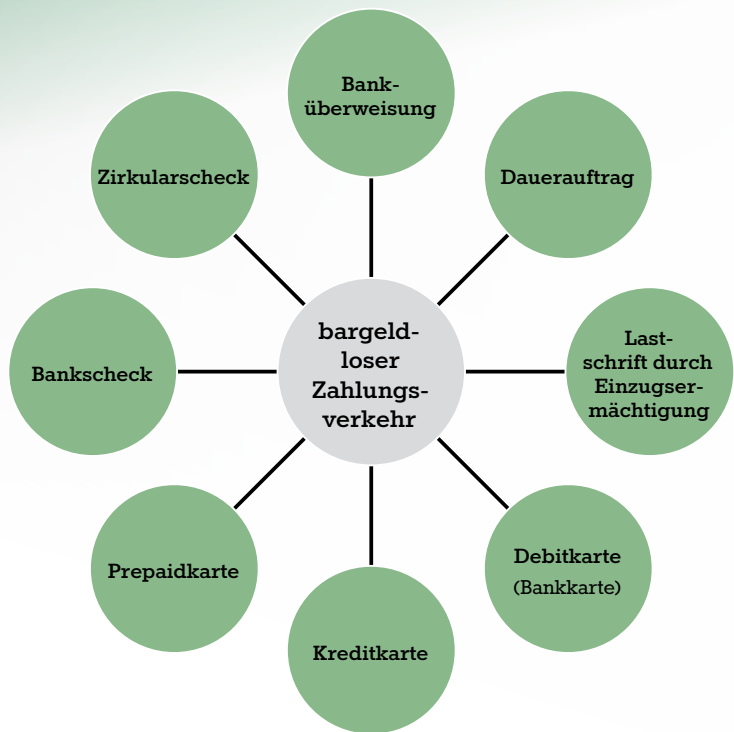 Bank-
überweisung
Zirkularscheck
Dauerauftrag
bargeld-
loser
Zahlungs-
verkehr
Last-
schrift durch
Einzugser-
mächtigung
Bankscheck
Prepaidkarte
Debitkarte
(Bankkarte)
Kreditkarte